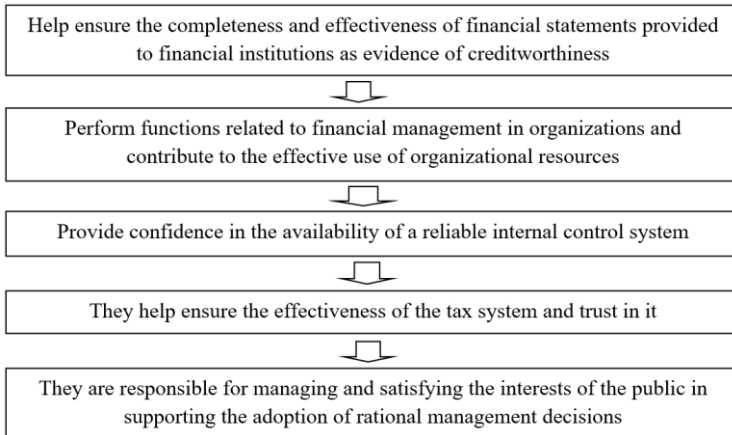 Help ensure the completeness and effectiveness of financial statements provided
to financial institutions as evidence of creditworthiness
Perform functions related to financial management in organizations and
contribute to the effective use of organizational resources
Provide confidence in the availability of a reliable internal control system
They help ensure the effectiveness of the tax system and trust in it
They are responsible for managing and satisfying the interests of the public in
supporting the adoption of rational management decisions